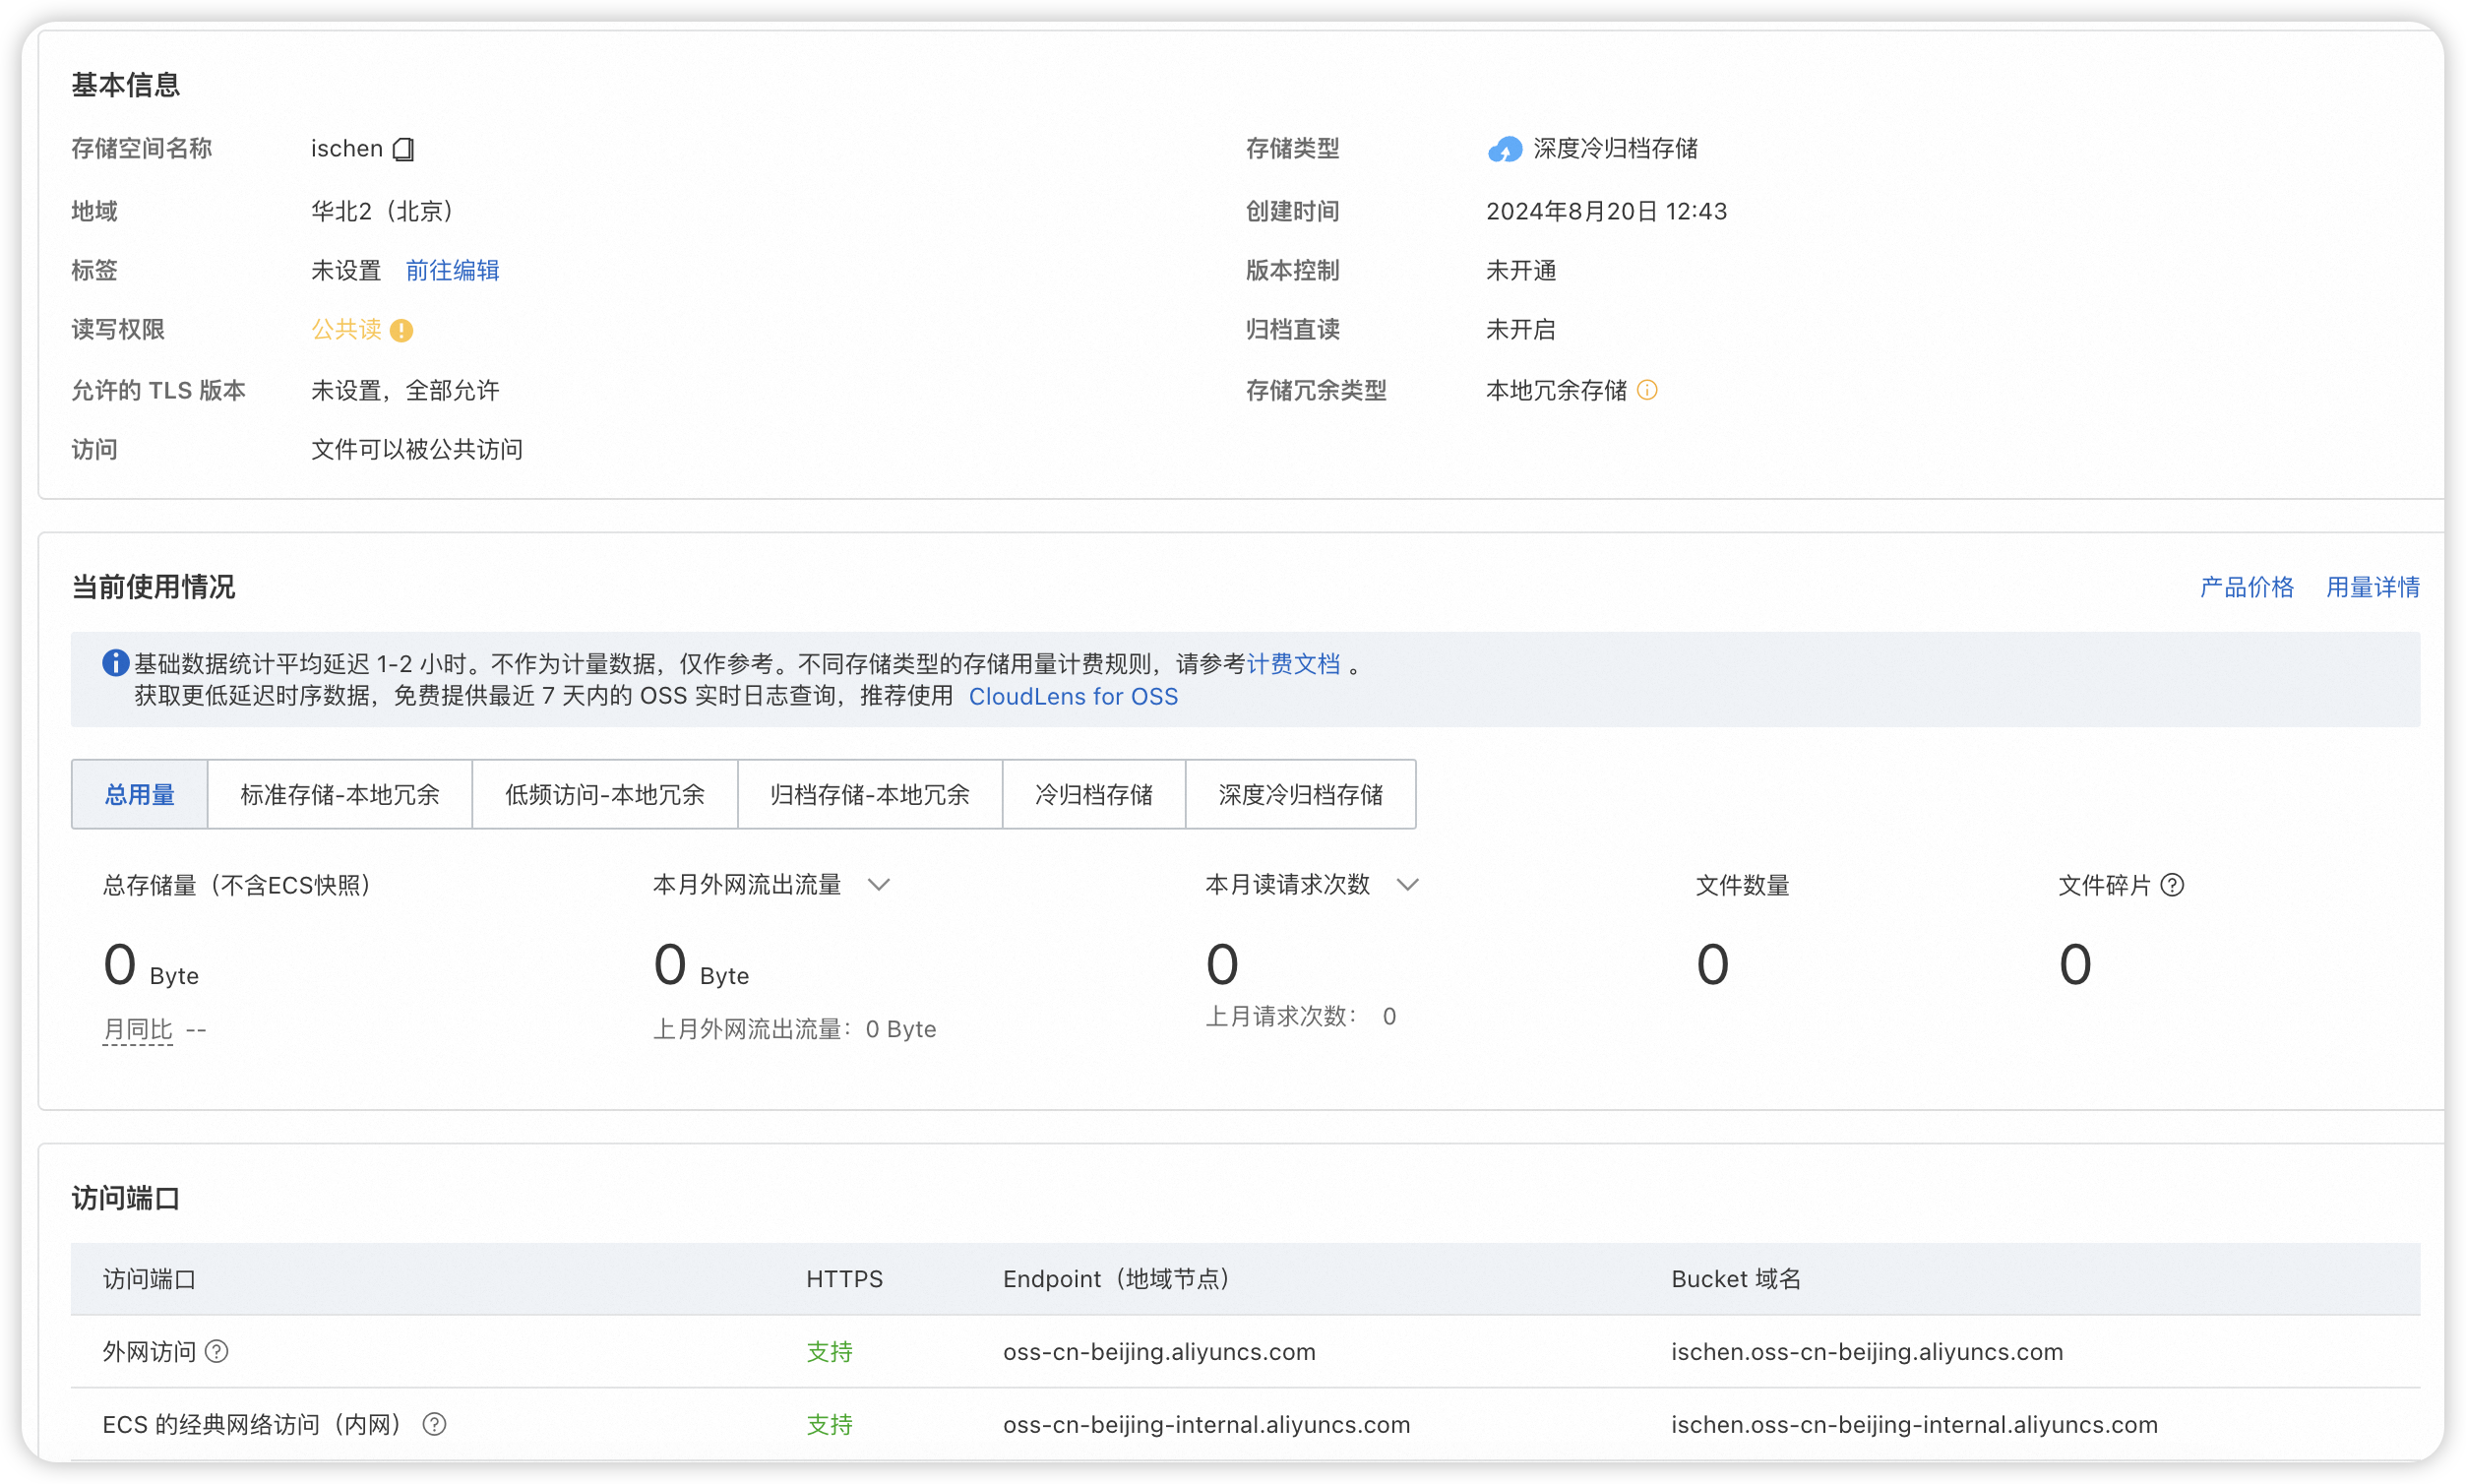 基本信息
存储空间名称 ischen 存储类型 深度冷归档存储
地域 华北2（北京） 创建时间 2024年8月20日 12:43
标签 未设置 前往编辑 版本控制 未开通
读写权限 公共读 归档直读 未开启
允许的 TLS 版本 未设置，全部允许 存储冗余类型 本地冗余存储
访问 文件可以被公共访问
当前使用情况 产品价格 用量详情
基础数据统计平均延迟 1-2 小时。不作为计量数据，仅作参考。不同存储类型的存储用量计费规则，请参考计费文档 。
获取更低延迟时序数据，免费提供最近 7 天内的 OSS 实时日志查询，推荐使用 CloudLens for OSS
总用量 标准存储-本地冗余 低频访问-本地冗余 归档存储-本地冗余 冷归档存储 深度冷归档存储
总存储量（不含ECS快照） 本月外网流出流量 本月读请求次数 文件数量 文件碎片
0 Byte 0 Byte 0 0 0
月同比 -- 上月外网流出流量：0 Byte 上月请求次数： 0
访问端口
访问端口 HTTPS Endpoint（地域节点） Bucket 域名
外网访问 支持 oss-cn-beijing.aliyuncs.com ischen.oss-cn-beijing.aliyuncs.com
ECS 的经典网络访问（内网） 支持 oss-cn-beijing-internal.aliyuncs.com ischen.oss-cn-beijing-internal.aliyuncs.com